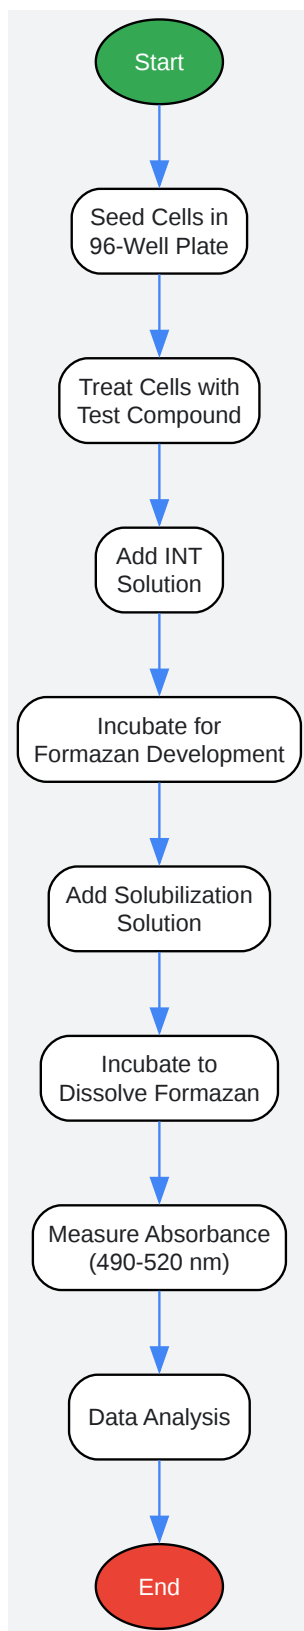 Start
Seed Cells in
96-Well Plate
Treat Cells with
Test Compound
Add INT
Solution
Incubate for
Formazan Development
Add Solubilization
Solution
Incubate to
Dissolve Formazan
Measure Absorbance
(490-520 nm)
Data Analysis
End